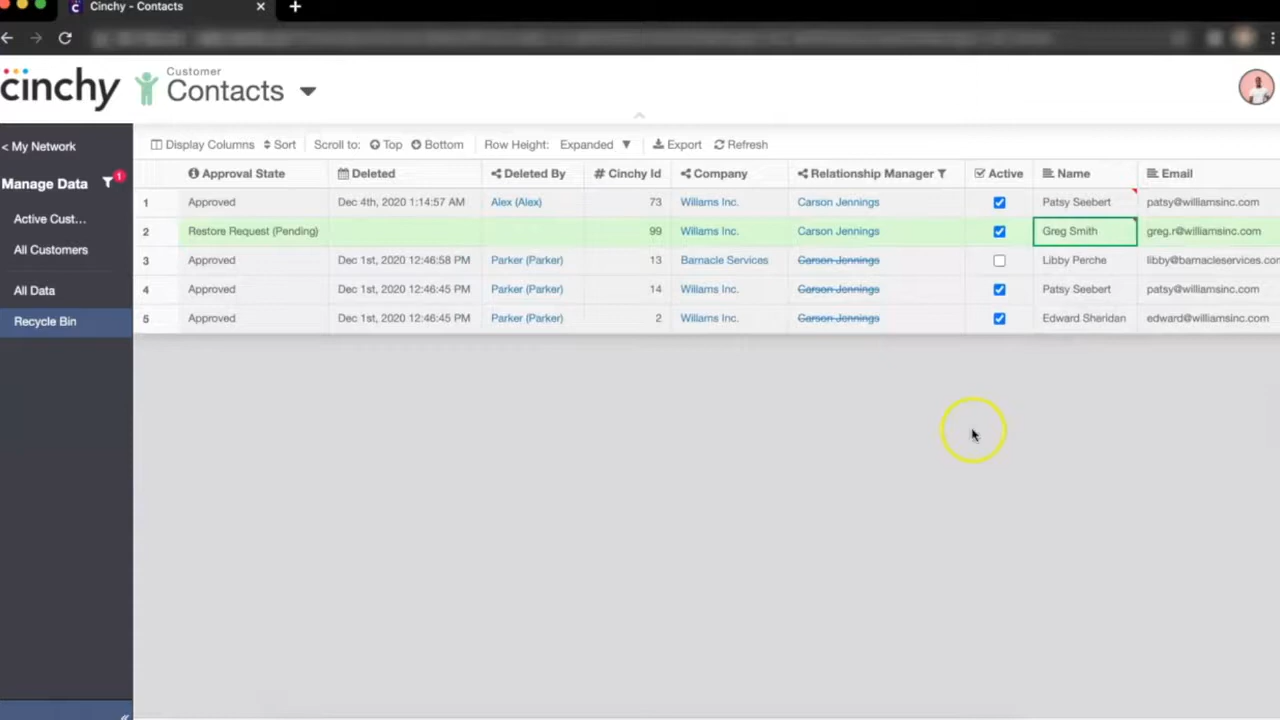 Cinchy - Contacts
cinchy
Customer
Contacts
< My Network
Manage Data 1
Active Cust...
All Customers
All Data
Recycle Bin
Display Columns Sort Scroll to: Top Bottom Row Height: Expanded Export Refresh
Approval State Deleted Deleted By # Cinchy Id Company Relationship Manager Active Name Email
1 Approved Dec 4th, 2020 1:14:57 AM Alex (Alex) 73 Willams Inc. Carson Jennings Patsy Seebert patsy@williamsinc.com
2 Restore Request (Pending) 99 Willams Inc. Carson Jennings Greg Smith greg.r@williamsinc.com
3 Approved Dec 1st, 2020 12:46:58 PM Parker (Parker) 13 Barnacle Services Carson Jennings Libby Perche libby@barnacleservices.com
4 Approved Dec 1st, 2020 12:46:45 PM Parker (Parker) 14 Willams Inc. Carson Jennings Patsy Seebert patsy@williamsinc.com
5 Approved Dec 1st, 2020 12:46:45 PM Parker (Parker) 2 Willams Inc. Carson Jennings Edward Sheridan edward@williamsinc.com